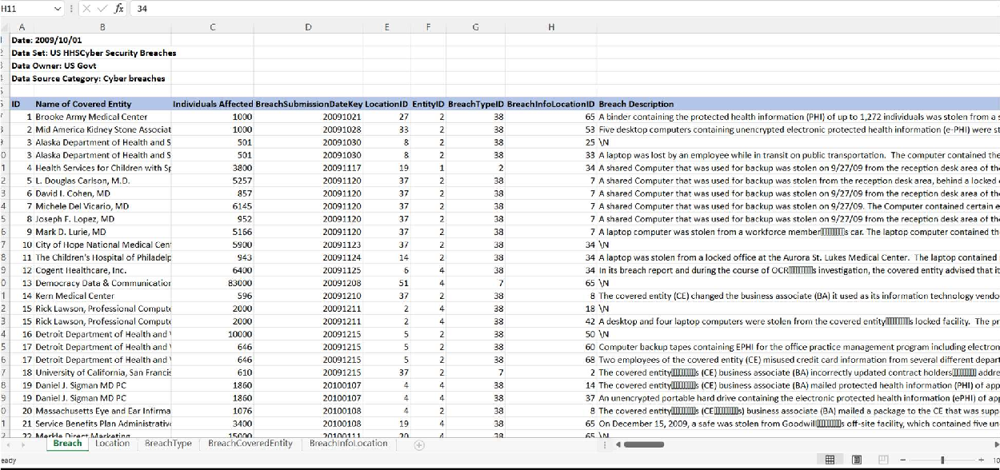 H11 fx 34
A B C D E F G H
Date: 2009/10/01
Data Set: US HHSCyber Security Breaches
Data Owner: US Govt
Data Source Category: Cyber breaches
ID Name of Covered Entity Individuals Affected BreachSubmissionDateKey LocationID EntityID BreachTypeID BreachInfoLocationID Breach Description
1 Brooke Army Medical Center 1000 20091021 27 2 38 65 A binder containing the protected health information (PHI) of up to 1,272 individuals was stolen from a s
2 Mid America Kidney Stone Associat 1000 20091028 33 2 38 53 Five desktop computers containing unencrypted electronic protected health information (e-PHI) were st
3 Alaska Department of Health and S 501 20091030 8 2 38 25 \N
3 Alaska Department of Health and S 501 20091030 8 2 38 33 A laptop was lost by an employee while in transit on public transportation. The computer contained the
4 Health Services for Children with Sp 3800 20091117 19 1 2 34 A shared Computer that was used for backup was stolen on 9/27/09 from the reception desk area of the
5 L. Douglas Carlson, M.D. 5257 20091120 37 2 38 7 A shared Computer that was used for backup was stolen from the reception desk area, behind a locked
6 David I. Cohen, MD 857 20091120 37 2 38 7 A shared Computer that was used for backup was stolen on 9/27/09 from the reception desk area of the
7 Michele Del Vicario, MD 6145 20091120 37 2 38 7 A shared Computer that was used for backup was stolen on 9/27/09. The Computer contained certain e
8 Joseph F. Lopez, MD 952 20091120 37 2 38 7 A shared Computer that was used for backup was stolen on 9/27/09 from the reception desk area of the
9 Mark D. Lurie, MD 5166 20091120 37 2 38 7 A laptop computer was stolen from a workforce member s car. The laptop computer contained the
10 City of Hope National Medical Cent 5900 20091123 37 2 38 34 \N
11 The Children's Hospital of Philadelp 943 20091124 14 2 38 34 A laptop was stolen from a locked office at the Aurora St. Lukes Medical Center. The laptop contained
12 Cogent Healthcare, Inc. 6400 20091125 6 4 38 34 In its breach report and during the course of OCR s investigation, the covered entity advised that it
13 Democracy Data & Communication 83000 20091208 51 4 7 65 \N
14 Kern Medical Center 596 20091210 37 2 38 8 The covered entity (CE) changed the business associate (BA) it used as its information technology vendo
15 Rick Lawson, Professional Compute 2000 20091211 2 4 38 18 \N
15 Rick Lawson, Professional Compute 2000 20091211 2 4 38 42 A desktop and four laptop computers were stolen from the covered entity s locked facility. The pr
16 Detroit Department of Health and 10000 20091215 5 2 38 50 \N
17 Detroit Department of Health and 646 20091215 5 2 38 60 Computer backup tapes containing EPHI for the office practice management program including electron
17 Detroit Department of Health and 646 20091215 5 2 38 68 Two employees of the covered entity (CE) misused credit card information from several different depart
18 University of California, San Francis 610 20091215 37 2 7 2 The covered entity s (CE) business associate (BA) incorrectly updated contract holders addre
19 Daniel J. Sigman MD PC 1860 20100107 4 4 38 14 The covered entity s (CE) business associate (BA) mailed protected health information (PHI) of app
19 Daniel J. Sigman MD PC 1860 20100107 4 4 38 37 An unencrypted portable hard drive containing the electronic protected health information (ePHI) of app
20 Massachusetts Eye and Ear Infirma 1076 20100108 4 2 38 8 The covered entity s (CE s) business associate (BA) mailed a package to the CE that was supp
21 Service Benefits Plan Administrative 3400 20100108 19 4 38 65 On December 15, 2009, a safe was stolen from Goodwill s off-site facility, which contained five un
22 Merkle Direct Marketing 15000 20100111 20 4 38 65 \N
Breach Location BreachType BreachCoveredEntity BreachInfoLocation
eady 10